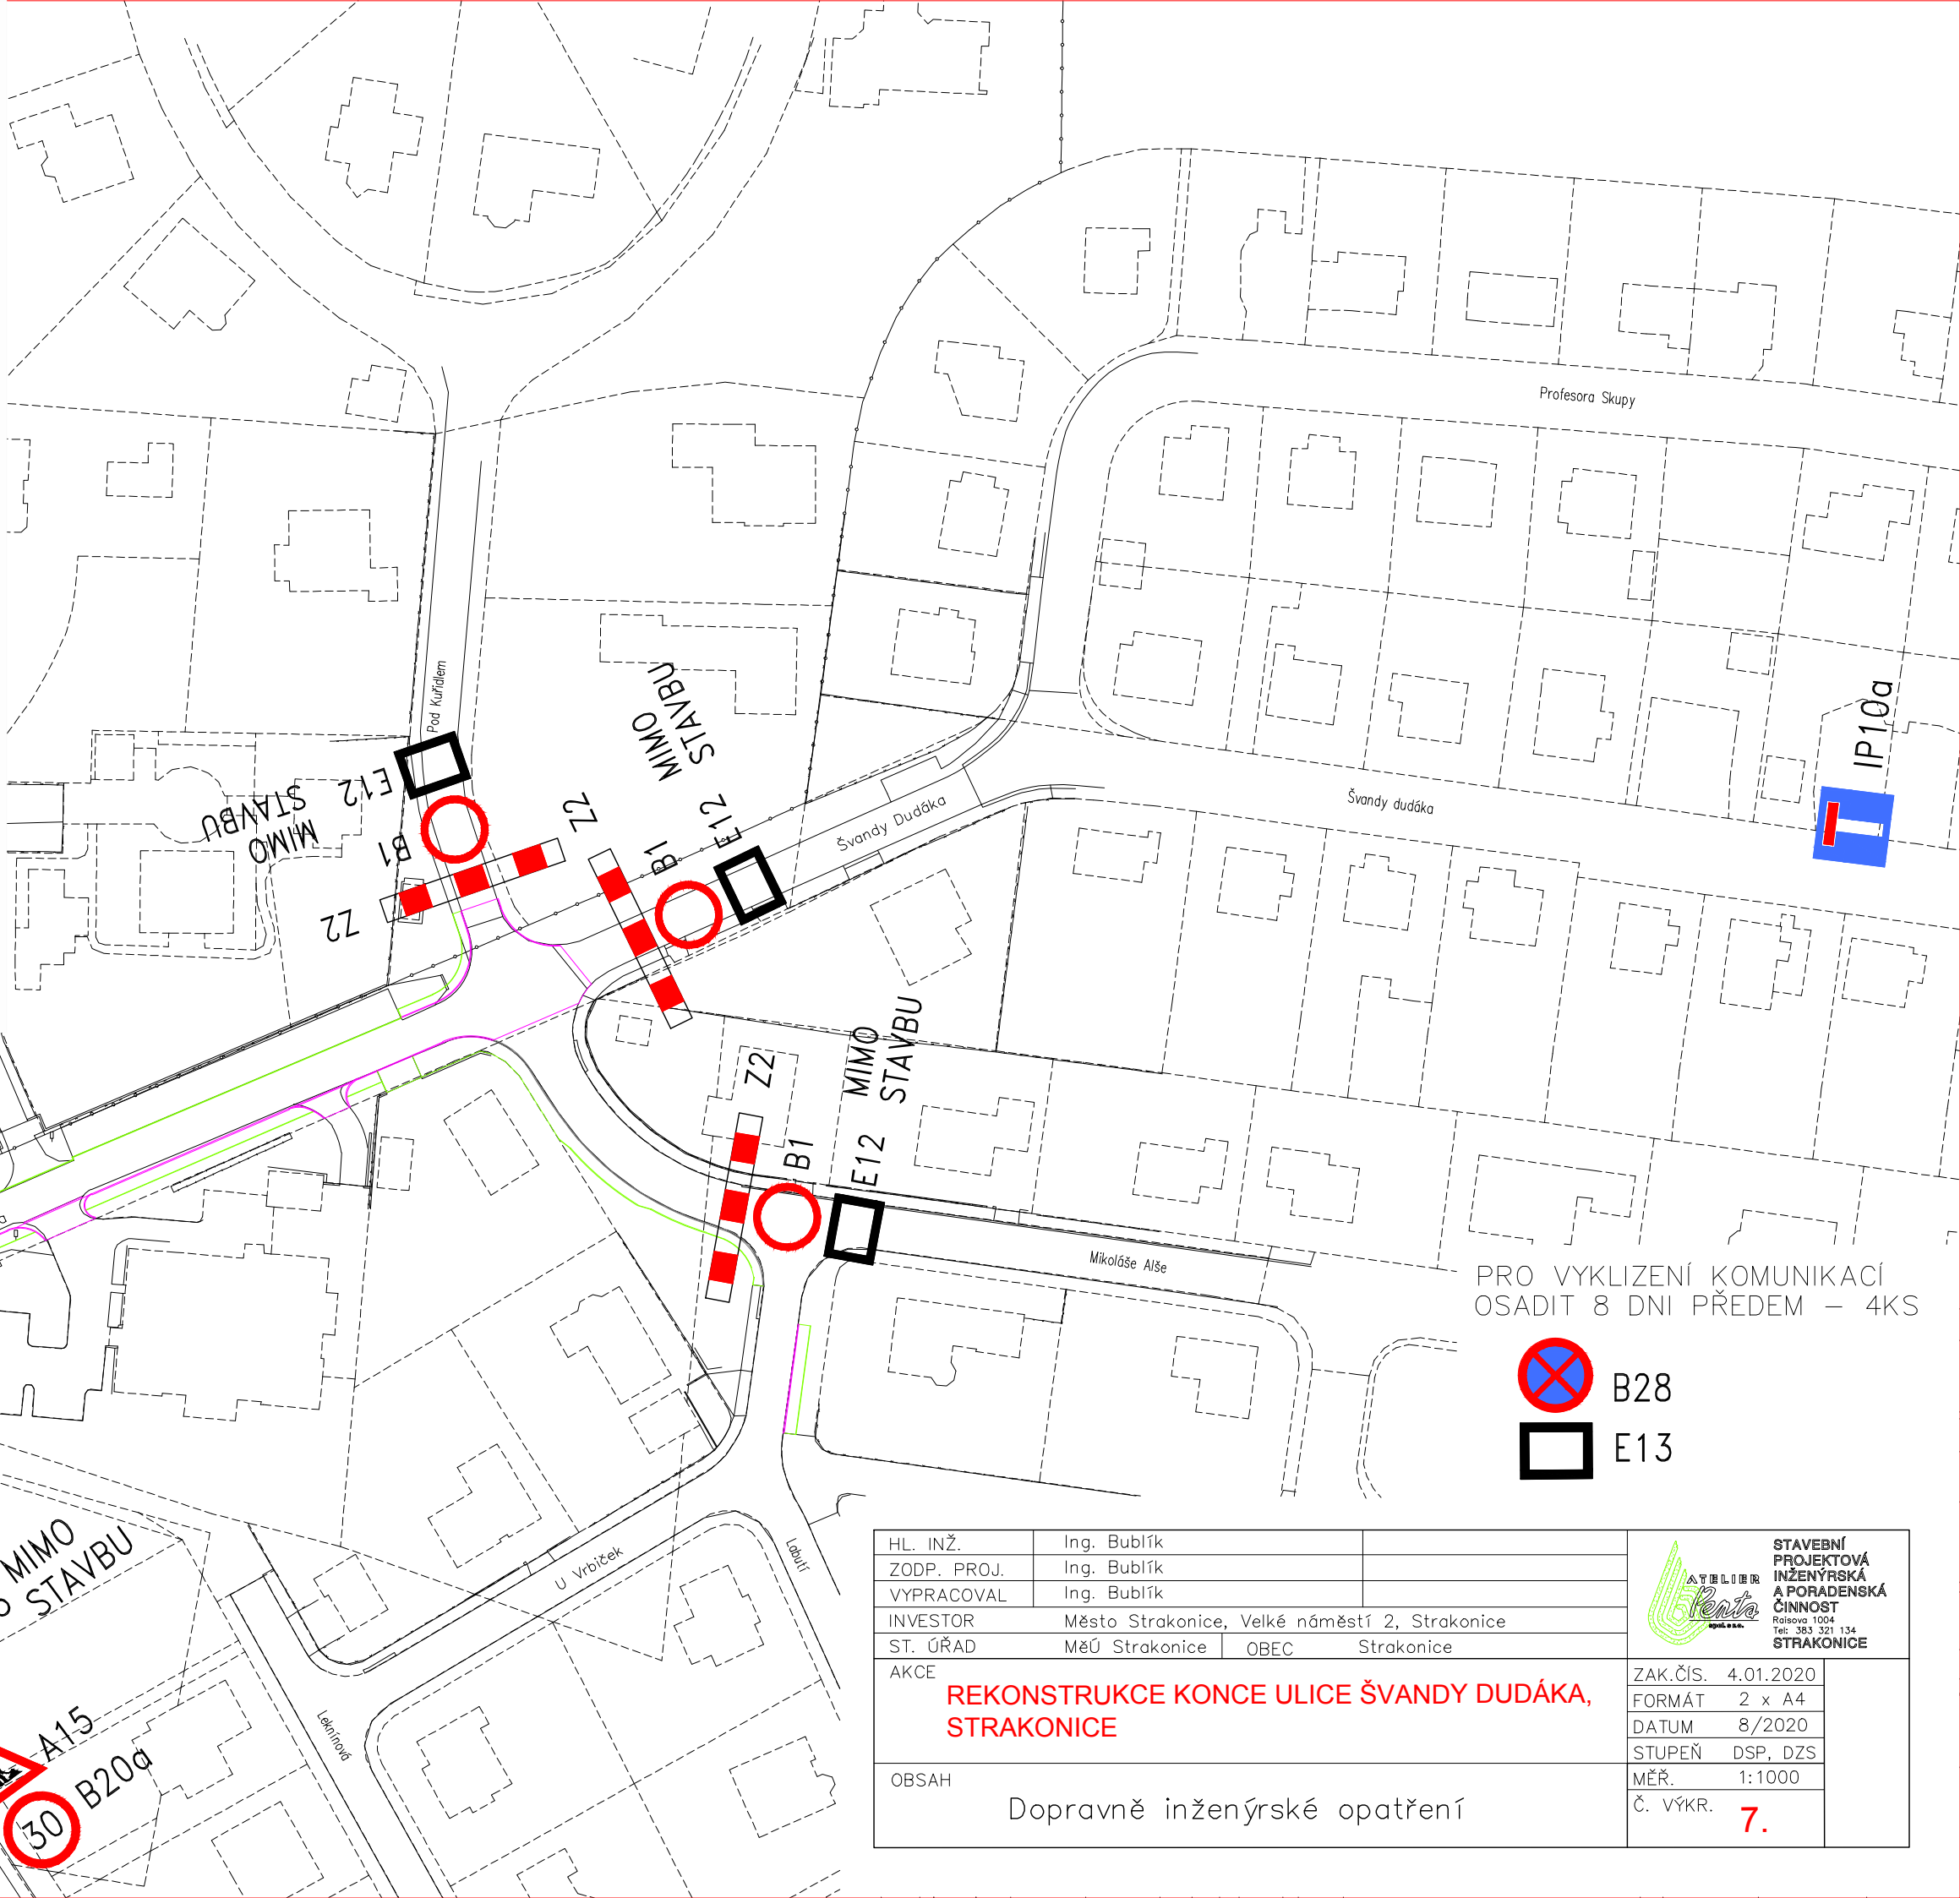 Profesora Skupy
Pod Kuřidlem
IP10a
E12
MIMO
STAVBU
B1
Z2
Z2
MIMO
STAVBU
B1
E12
Švandy Dudáka
Švandy dudáka
Z2
B1
E12
MIMO
STAVBU
Mikoláše Alše
PRO VYKLIZENÍ KOMUNIKACÍ
OSADIT 8 DNI PŘEDEM – 4KS
B28
E13
MIMO
STAVBU
U Vrbiček
Labutí
Leknínová
A15
B20a
30
HL. INŽ. Ing. Bublík
ZODP. PROJ. Ing. Bublík
VYPRACOVAL Ing. Bublík
INVESTOR Město Strakonice, Velké náměstí 2, Strakonice
ST. ÚŘAD MěÚ Strakonice OBEC Strakonice
AKCE
REKONSTRUKCE KONCE ULICE ŠVANDY DUDÁKA,
STRAKONICE
OBSAH
Dopravně inženýrské opatření
ATELIER
Penta
spol. s r.o.
STAVEBNÍ
PROJEKTOVÁ
INŽENÝRSKÁ
A PORADENSKÁ
ČINNOST
Raisova 1004
Tel: 383 321 134
STRAKONICE
ZAK.ČÍS. 4.01.2020
FORMÁT 2 x A4
DATUM 8/2020
STUPEŇ DSP, DZS
MĚŘ. 1:1000
Č. VÝKR. 7.